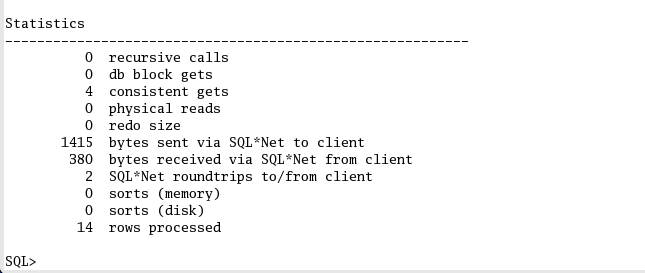 Statistics
----------------------------------------------------------
0 recursive calls
0 db block gets
4 consistent gets
0 physical reads
0 redo size
1415 bytes sent via SQL*Net to client
380 bytes received via SQL*Net from client
2 SQL*Net roundtrips to/from client
0 sorts (memory)
0 sorts (disk)
14 rows processed
SQL>